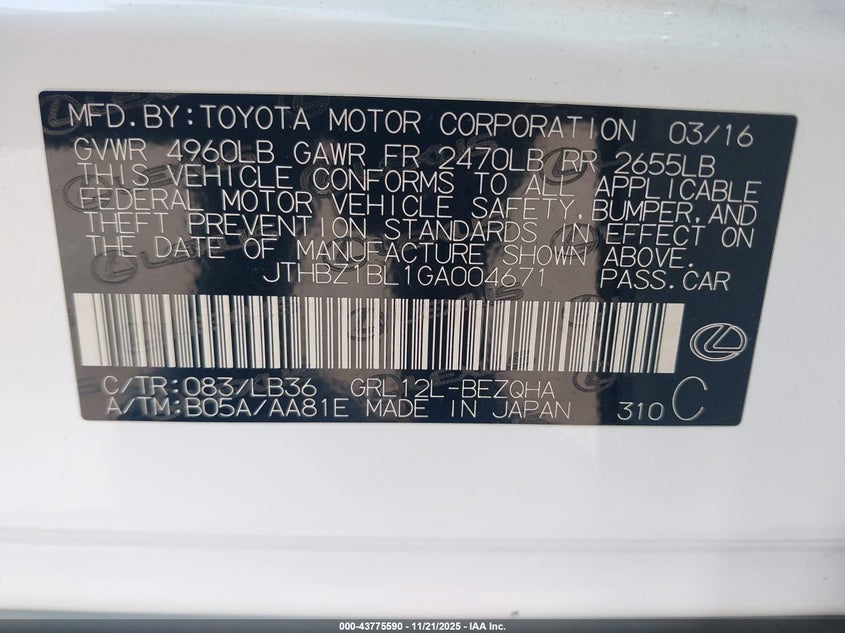 MFD.BY:TOYOTA MOTOR CORPORATION 03/16
GVWR 4960LB GAWR FR 2470LB RR 2655LB
THIS VEHICLE CONFORMS TO ALL APPLICABLE
FEDERAL MOTOR VEHICLE SAFETY,BUMPER,AND
THEFT PREVENTION STANDARDS IN EFFECT ON
THE DATE OF MANUFACTURE SHOWN ABOVE.
JTHBZ1BL1GA004671 PASS.CAR
C/TR:083/LB36 GRL12L-BEZQHA
A/TM:B05A/AA81E MADE IN JAPAN 310 C
000-43775590 - 11/21/2025 - IAA Inc.